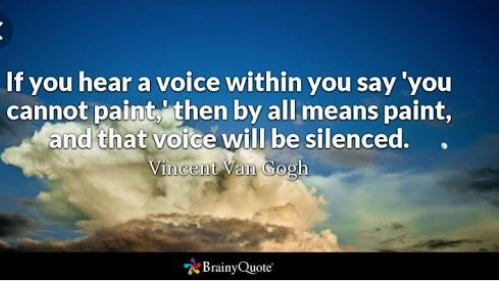 If you hear a voice within you say 'you
cannot paint,' then by all means paint,
and that voice will be silenced.
Vincent Van Gogh
BrainyQuote®